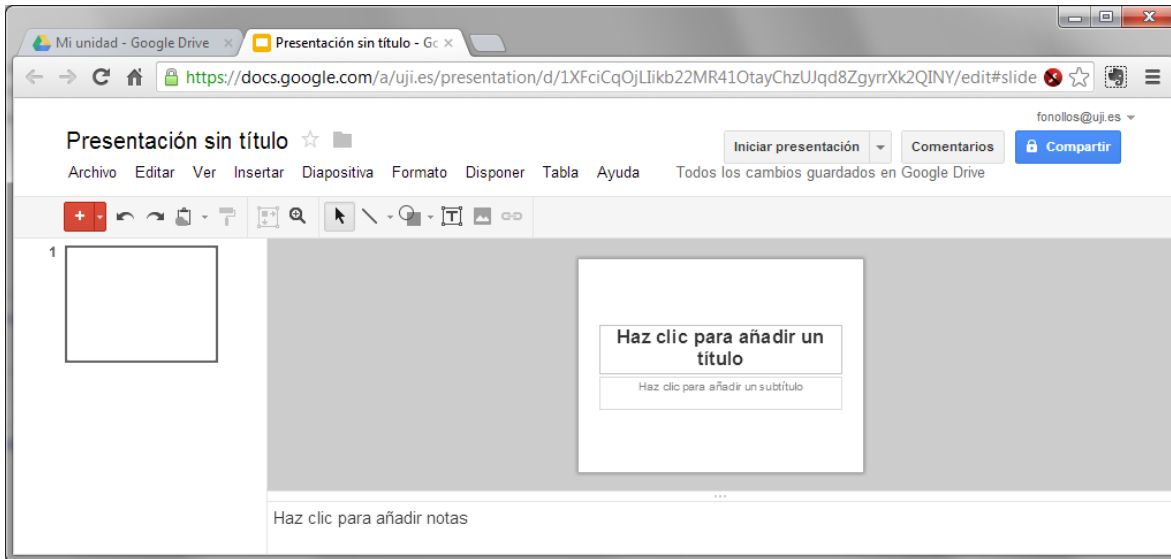 Mi unidad - Google Drive
Presentación sin título - Go
https://docs.google.com/a/uji.es/presentation/d/1XFciCqOjLIikb22MR41OtayChzUJqd8ZgyrrXk2QINY/edit#slide
fonollos@uji.es
Presentación sin título
Iniciar presentación
Comentarios
Compartir
Archivo Editar Ver Insertar Diapositiva Formato Disponer Tabla Ayuda Todos los cambios guardados en Google Drive
1
Haz clic para añadir un
título
Haz clic para añadir un subtítulo
Haz clic para añadir notas